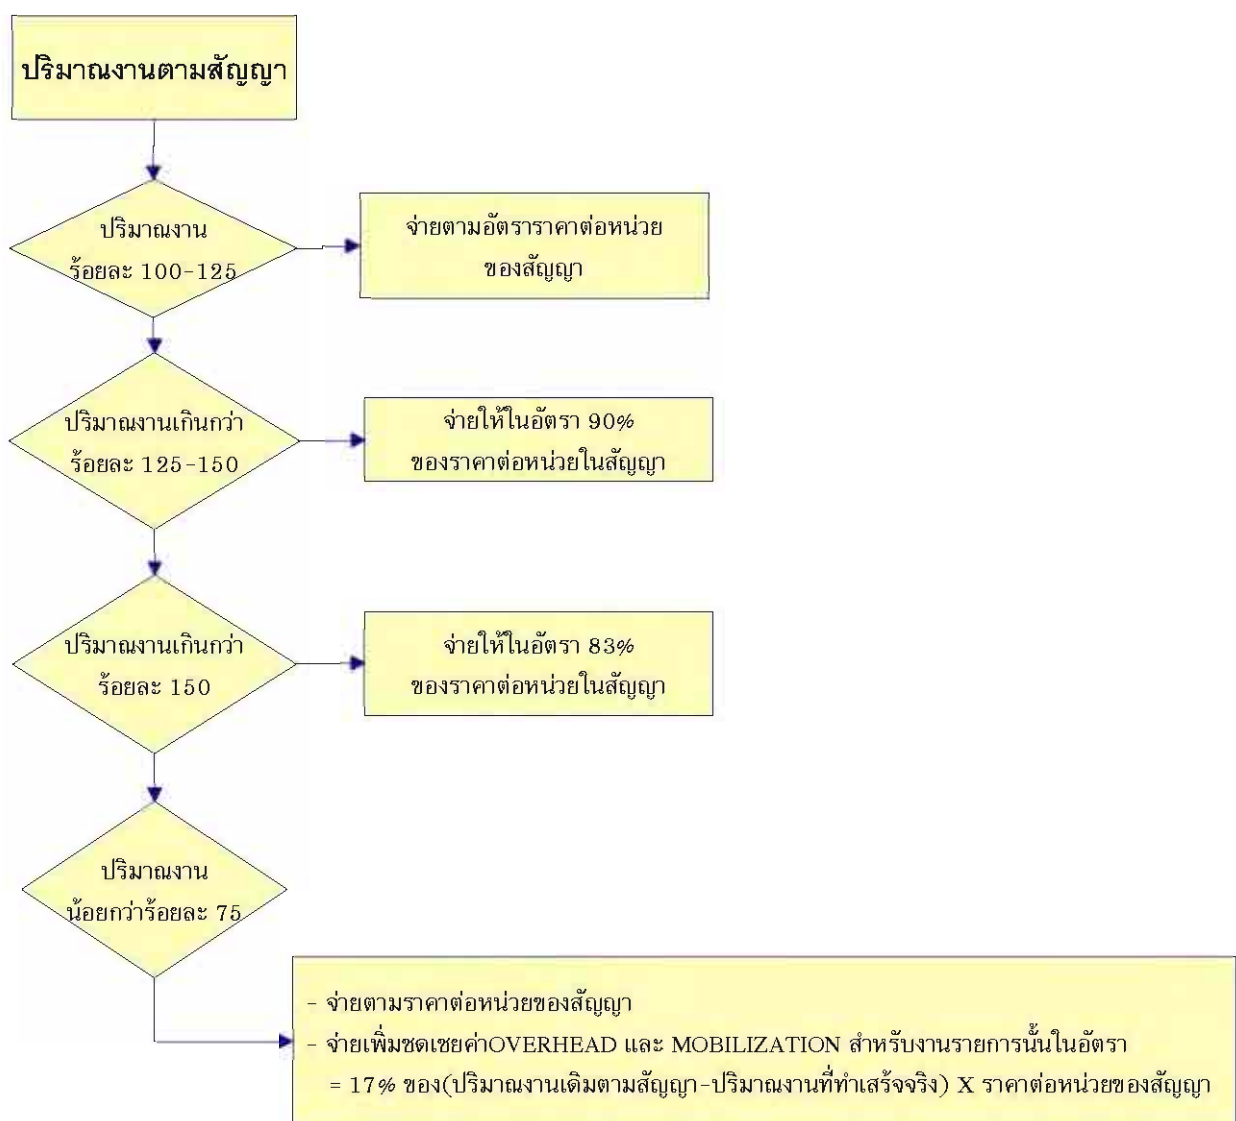 ปริมาณงานตามสัญญา
ปริมาณงาน
ร้อยละ 100-125
จ่ายตามอัตราราคาต่อหน่วย
ของสัญญา
ปริมาณงานเกินกว่า
ร้อยละ 125-150
จ่ายให้ในอัตรา 90%
ของราคาต่อหน่วยในสัญญา
ปริมาณงานเกินกว่า
ร้อยละ 150
จ่ายให้ในอัตรา 83%
ของราคาต่อหน่วยในสัญญา
ปริมาณงาน
น้อยกว่าร้อยละ 75
- จ่ายตามราคาต่อหน่วยของสัญญา
- จ่ายเพิ่มชดเชยค่าOVERHEAD และ MOBILIZATION สำหรับงานรายการนั้นในอัตรา
= 17% ของ(ปริมาณงานเดิมตามสัญญา-ปริมาณงานที่ทำเสร็จจริง) X ราคาต่อหน่วยของสัญญา